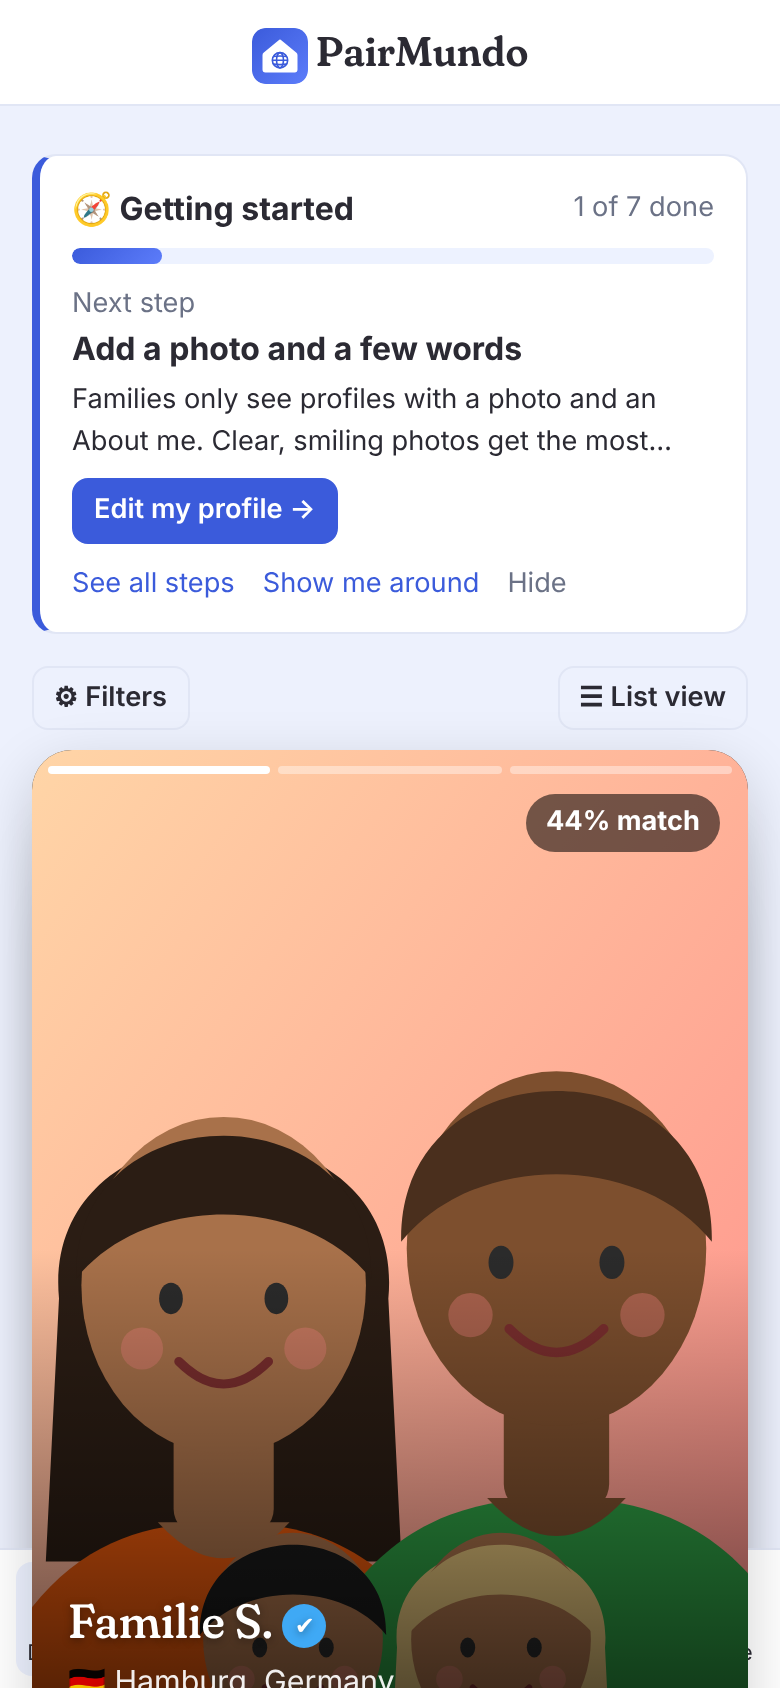 PairMundo
🧭 Getting started
1 of 7 done
Next step
Add a photo and a few words
Families only see profiles with a photo and an
About me. Clear, smiling photos get the most...
Edit my profile →
See all steps Show me around Hide
⚙ Filters
☰ List view
44% match
Familie S. ✔
🇩🇪 Hamburg, Germany